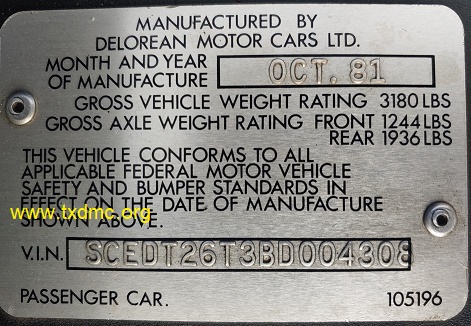 MANUFACTURED BY
DELOREAN MOTOR CARS LTD.
MONTH AND YEAR
OF MANUFACTURE OCT. 81
GROSS VEHICLE WEIGHT RATING 3180 LBS
GROSS AXLE WEIGHT RATING FRONT 1244 LBS
REAR 1936 LBS
THIS VEHICLE CONFORMS TO ALL
APPLICABLE FEDERAL MOTOR VEHICLE
SAFETY AND BUMPER STANDARDS IN
EFFECT ON THE DATE OF MANUFACTURE
www.txdmc.org
SHOWN ABOVE.
V.I.N. SCEDT26T3BD004308
PASSENGER CAR. 105196